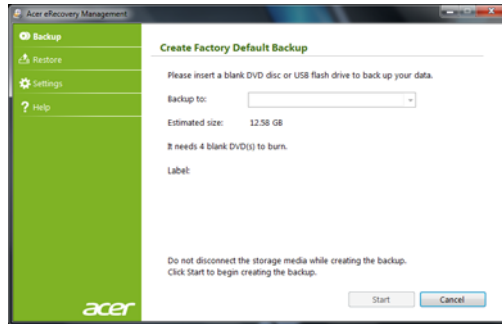 Acer eRecovery Management
Backup
Restore
Settings
Help
Create Factory Default Backup
Please insert a blank DVD disc or USB flash drive to back up your data.
Backup to:
Estimated size: 12.58 GB
It needs 4 blank DVD(s) to burn.
Label:
Do not disconnect the storage media while creating the backup.
Click Start to begin creating the backup.
Start Cancel
acer